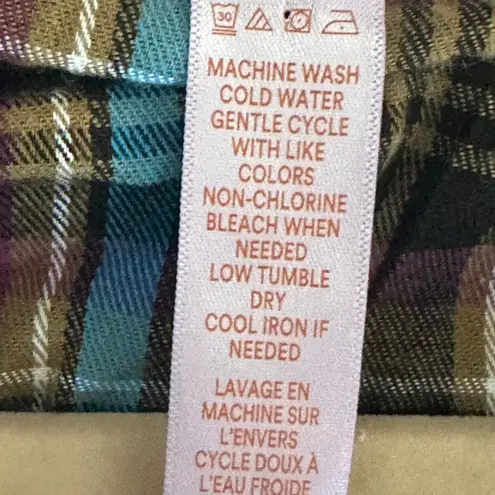 30
MACHINE WASH
COLD WATER
GENTLE CYCLE
WITH LIKE
COLORS
NON-CHLORINE
BLEACH WHEN
NEEDED
LOW TUMBLE
DRY
COOL IRON IF
NEEDED
LAVAGE EN
MACHINE SUR
L'ENVERS
CYCLE DOUX À
L'EAU FROIDE